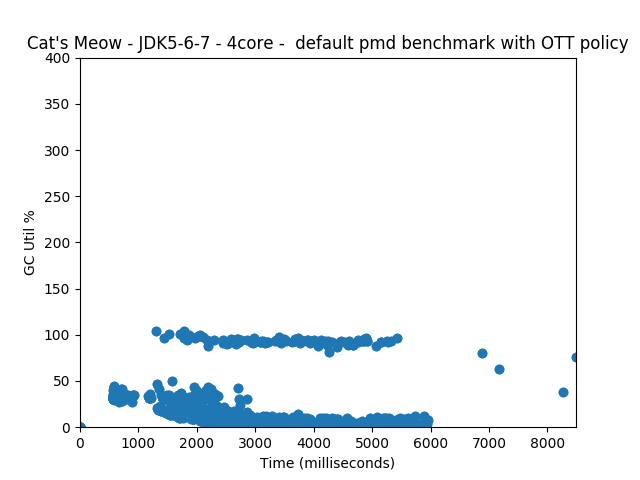 Cat's Meow - JDK5-6-7 - 4core -  default pmd benchmark with OTT policy
400
350
300
250
200
150
100
50
0
GC Util %
0 1000 2000 3000 4000 5000 6000 7000 8000
Time (milliseconds)